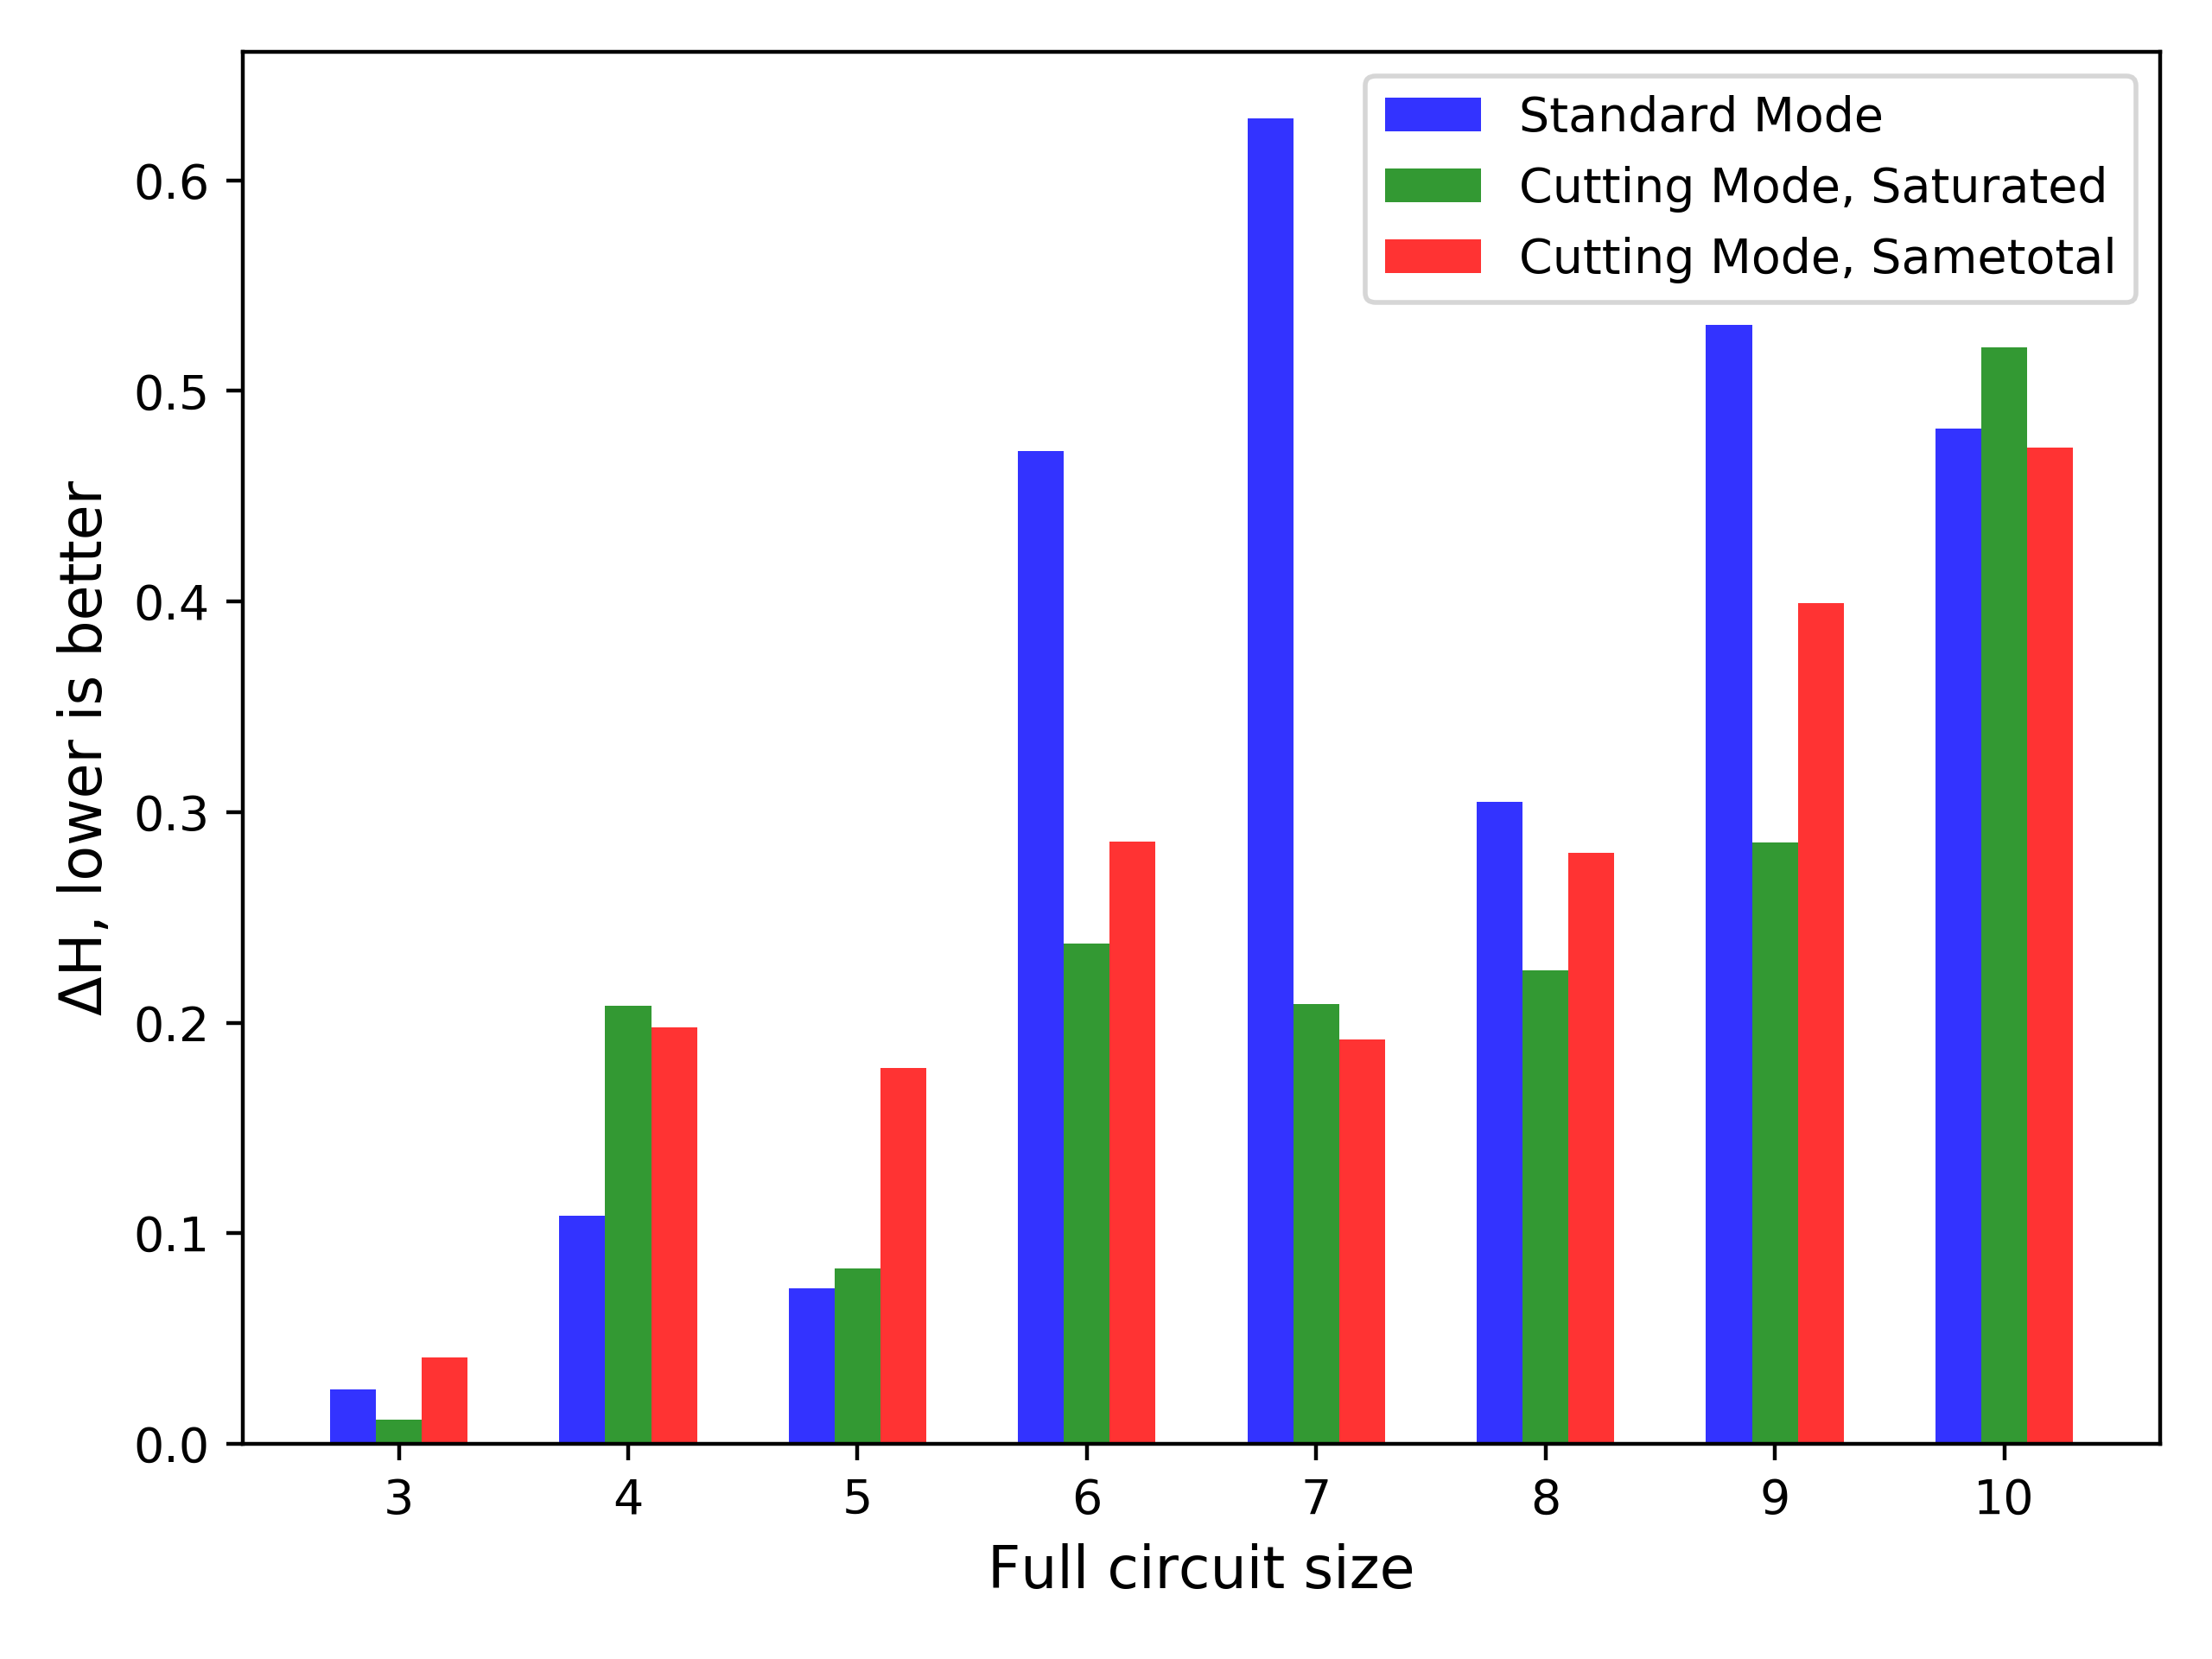 Standard Mode
Cutting Mode, Saturated
Cutting Mode, Sametotal
ΔH, lower is better
0.6
0.5
0.4
0.3
0.2
0.1
0.0
3 4 5 6 7 8 9 10
Full circuit size